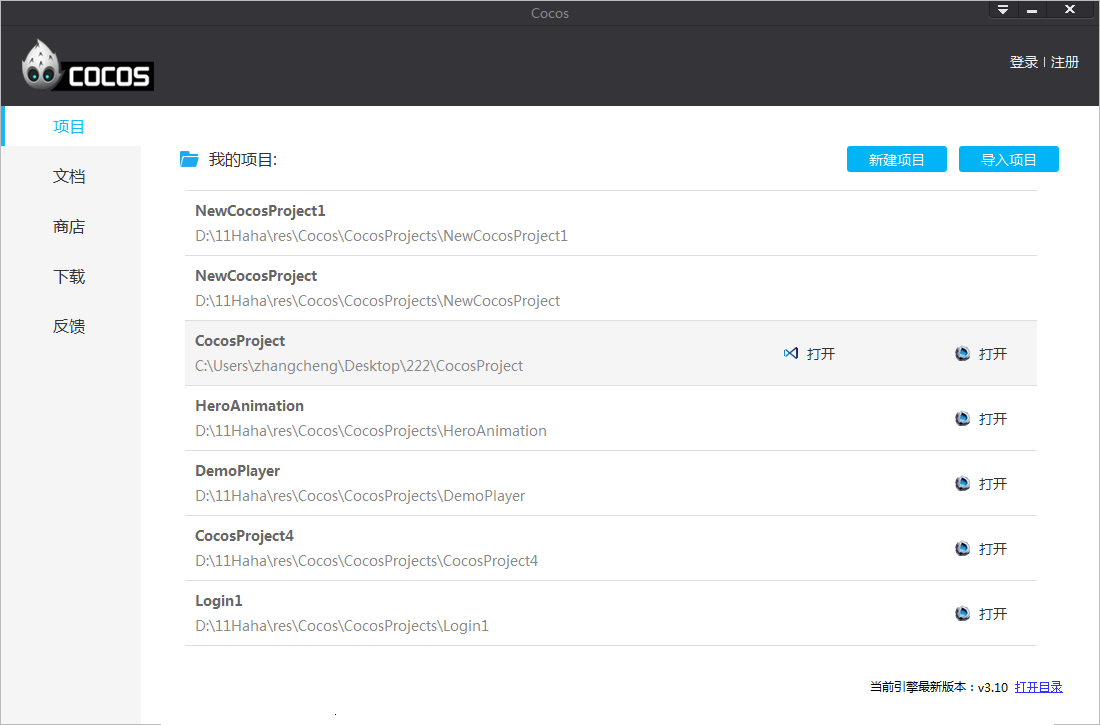 Cocos
COCOS
登录 | 注册
项目
文档
商店
下载
反馈
我的项目:
新建项目
导入项目
NewCocosProject1
D:\11Haha\res\Cocos\CocosProjects\NewCocosProject1
NewCocosProject
D:\11Haha\res\Cocos\CocosProjects\NewCocosProject
CocosProject
C:\Users\zhangcheng\Desktop\222\CocosProject
打开
打开
HeroAnimation
D:\11Haha\res\Cocos\CocosProjects\HeroAnimation
打开
DemoPlayer
D:\11Haha\res\Cocos\CocosProjects\DemoPlayer
打开
CocosProject4
D:\11Haha\res\Cocos\CocosProjects\CocosProject4
打开
Login1
D:\11Haha\res\Cocos\CocosProjects\Login1
打开
当前引擎最新版本：v3.10 打开目录